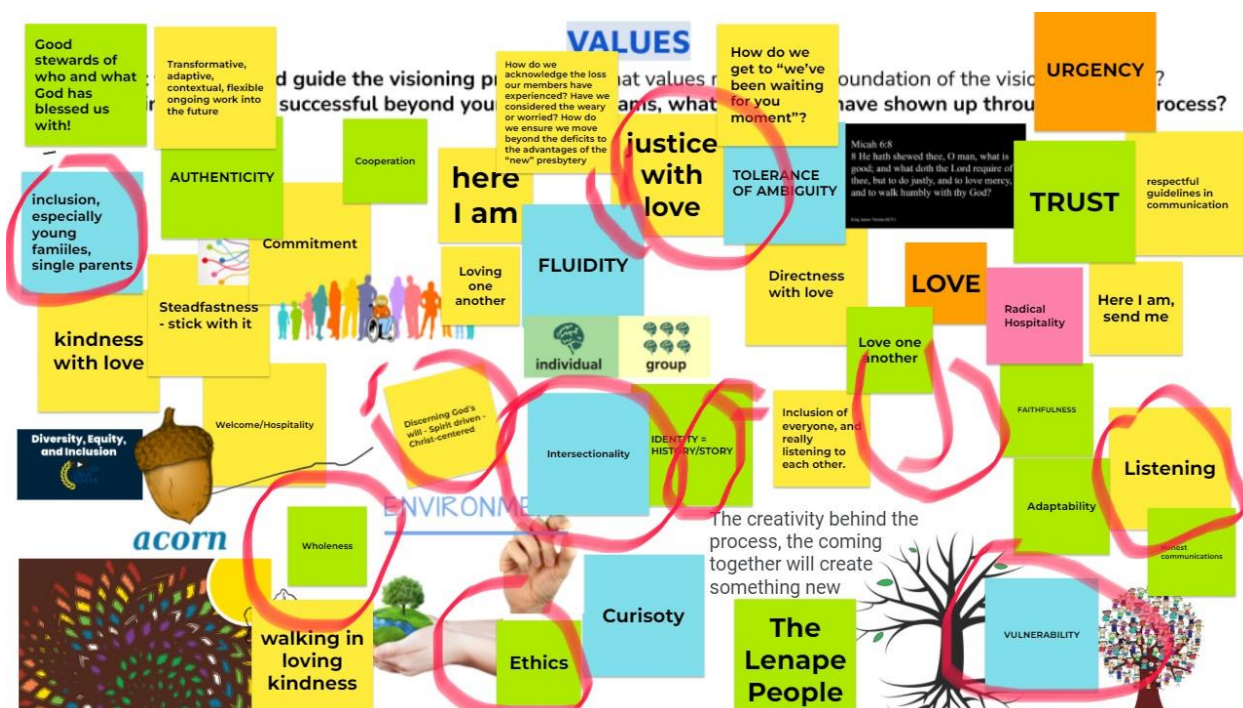 VALUES
Good
stewards of
who and what
God has
blessed us
with!
Transformative,
adaptive,
contextual, flexible
ongoing work into
the future
d guide the visioning pr
hat values
oundation of the visio
?
successful beyond you
ams, what
have shown up throu
process?
How do we
acknowledge the loss
our members have
experienced? Have we
considered the weary
or worried? How do
we ensure we move
beyond the deficits to
the advantages of the
"new" presbytery
How do we
get to "we've
been waiting
for you
moment"?
URGENCY
AUTHENTICITY
Cooperation
here
I am
justice
with
love
TOLERANCE
OF AMBIGUITY
Micah 6:8
8 He hath shewed thee, O man, what is
good; and what doth the Lord require of
thee, but to do justly, and to love mercy,
and to walk humbly with thy God?
TRUST
respectful
guidelines in
communication
inclusion,
especially
young
famiiles,
single parents
Commitment
Loving
one
another
FLUIDITY
Directness
with love
LOVE
Radical
Hospitality
Here I am,
send me
kindness
with love
Steadfastness
- stick with it
individual
group
Love one
another
Welcome/Hospitality
Discerning God's
will - Spirit driven -
Christ-centered
Intersectionality
IDENTITY =
HISTORY/STORY
Inclusion of
everyone, and
really
listening to
each other.
FAITHFULNESS
Listening
Diversity, Equity,
and Inclusion
acorn
ENVIRONME
Adaptability
Wholeness
The creativity behind the
process, the coming
together will create
something new
Honest
communications
walking in
loving
kindness
Ethics
Curisoty
The
Lenape
People
VULNERABILITY